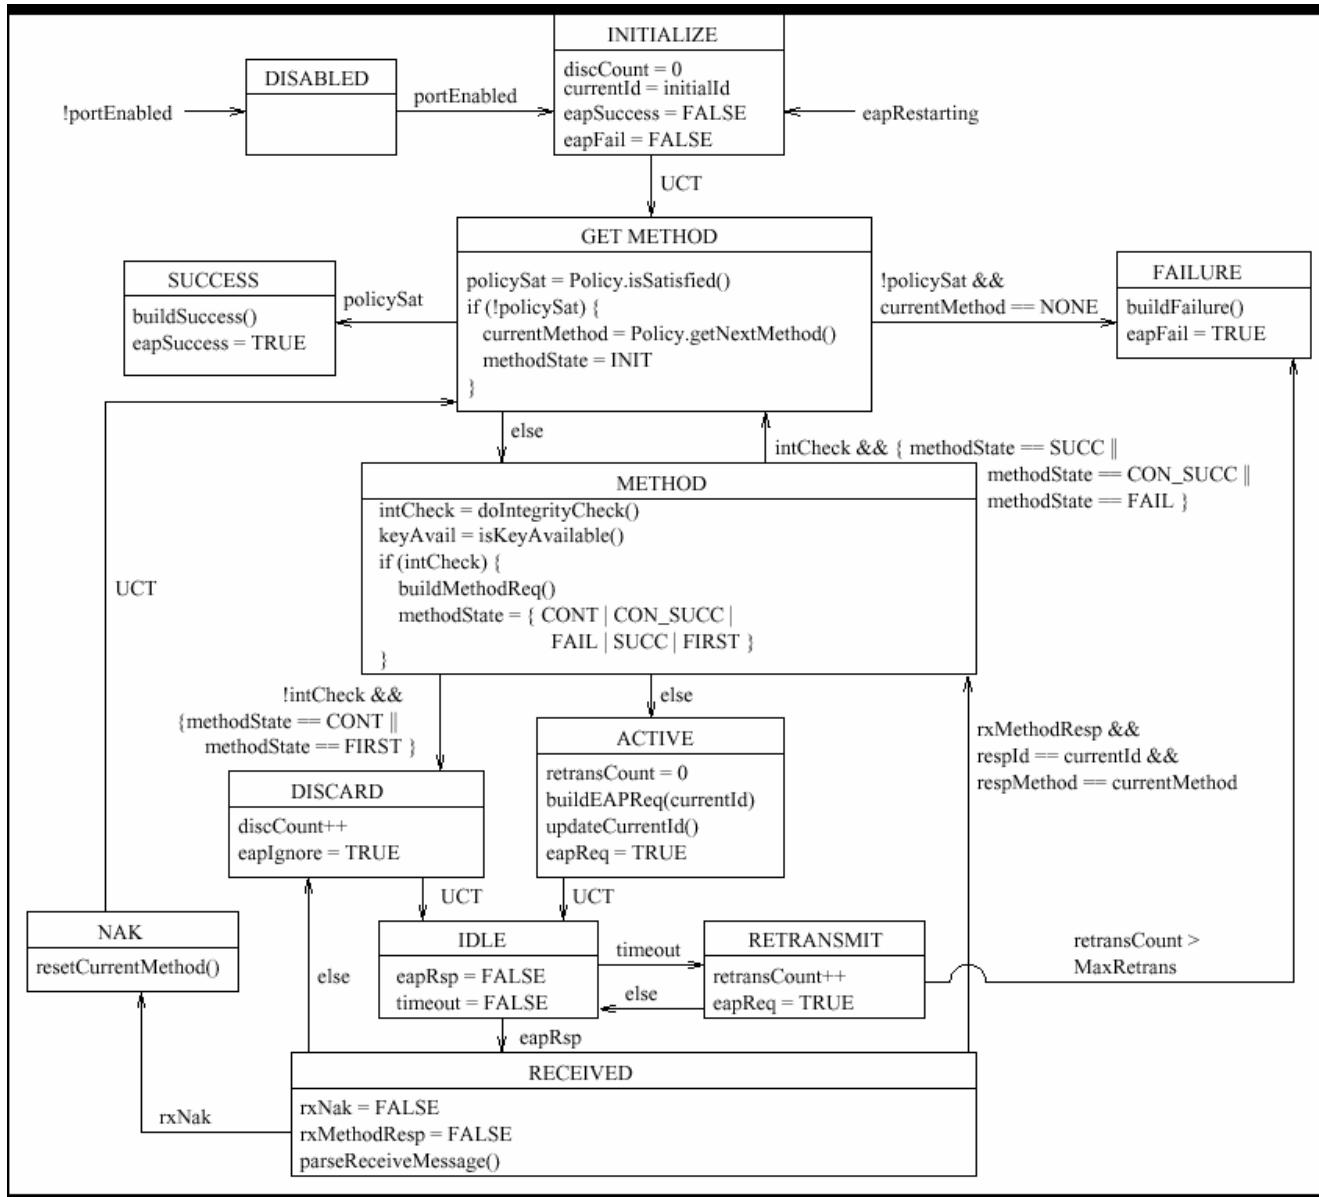 INITIALIZE
discCount = 0
currentId = initialId
eapSuccess = FALSE
eapFail = FALSE
DISABLED
!portEnabled
portEnabled
eapRestarting
UCT
GET METHOD
policySat = Policy.isSatisfied()
if (!policySat) {
currentMethod = Policy.getNextMethod()
methodState = INIT
}
SUCCESS
buildSuccess()
eapSuccess = TRUE
policySat
!policySat &&
currentMethod == NONE
FAILURE
buildFailure()
eapFail = TRUE
else
intCheck && { methodState == SUCC ||
methodState == CON_SUCC ||
methodState == FAIL }
METHOD
intCheck = doIntegrityCheck()
keyAvail = isKeyAvailable()
if (intCheck) {
buildMethodReq()
methodState = { CONT | CON_SUCC |
FAIL | SUCC | FIRST }
}
UCT
!intCheck &&
{methodState == CONT ||
methodState == FIRST }
else
rxMethodResp &&
respId == currentId &&
respMethod == currentMethod
ACTIVE
retransCount = 0
buildEAPReq(currentId)
updateCurrentId()
eapReq = TRUE
DISCARD
discCount++
eapIgnore = TRUE
UCT
UCT
NAK
resetCurrentMethod()
IDLE
eapRsp = FALSE
timeout = FALSE
timeout
else
RETRANSMIT
retransCount++
eapReq = TRUE
retransCount >
MaxRetrans
else
eapRsp
RECEIVED
rxNak = FALSE
rxMethodResp = FALSE
parseReceiveMessage()
rxNak